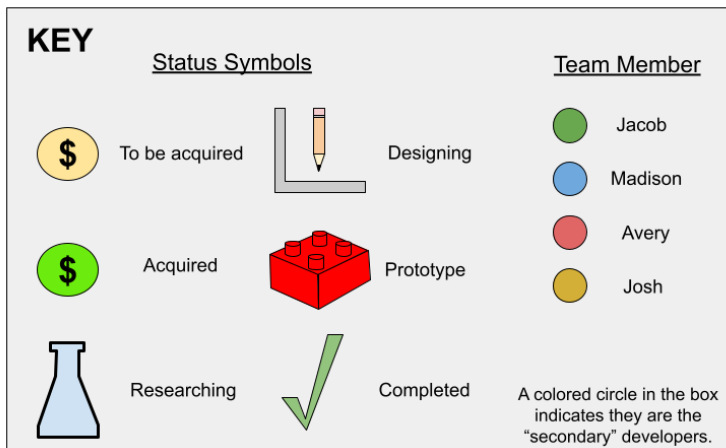 KEY
Status Symbols
$ To be acquired
Designing
$ Acquired
Prototype
Researching
Completed
Team Member
Jacob
Madison
Avery
Josh
A colored circle in the box
indicates they are the
“secondary” developers.